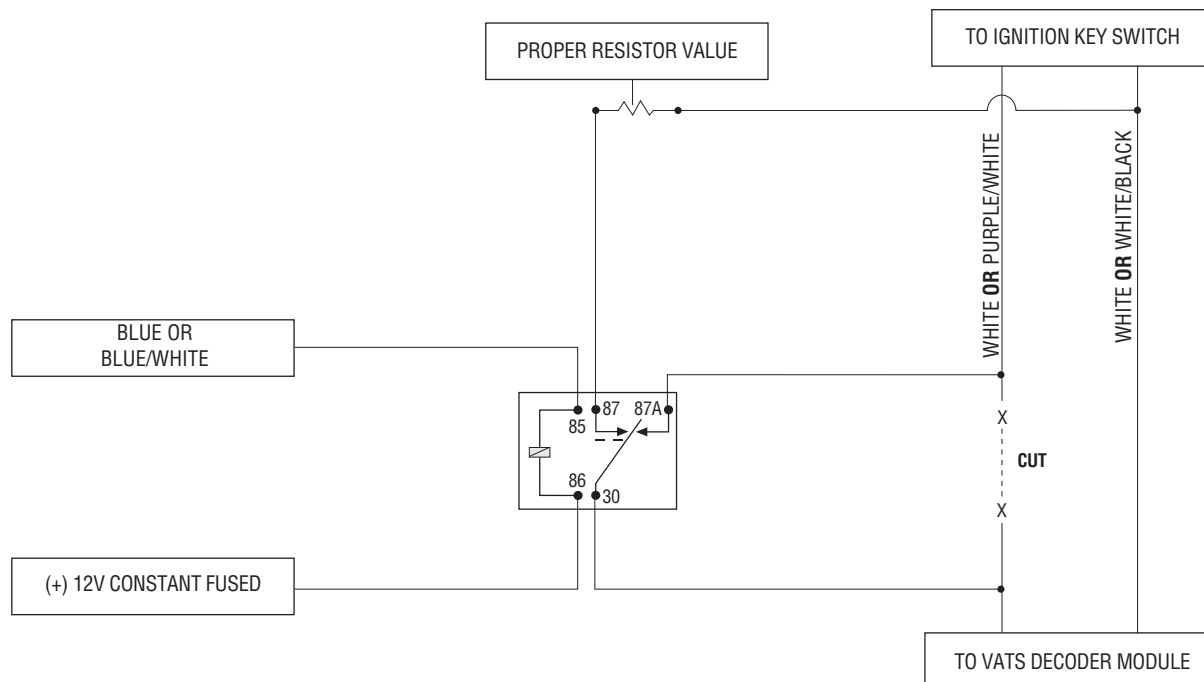 PROPER RESISTOR VALUE
TO IGNITION KEY SWITCH
WHITE OR PURPLE/WHITE
WHITE OR WHITE/BLACK
BLUE OR
BLUE/WHITE
87 87A
85
86
30
X
CUT
X
(+) 12V CONSTANT FUSED
TO VATS DECODER MODULE